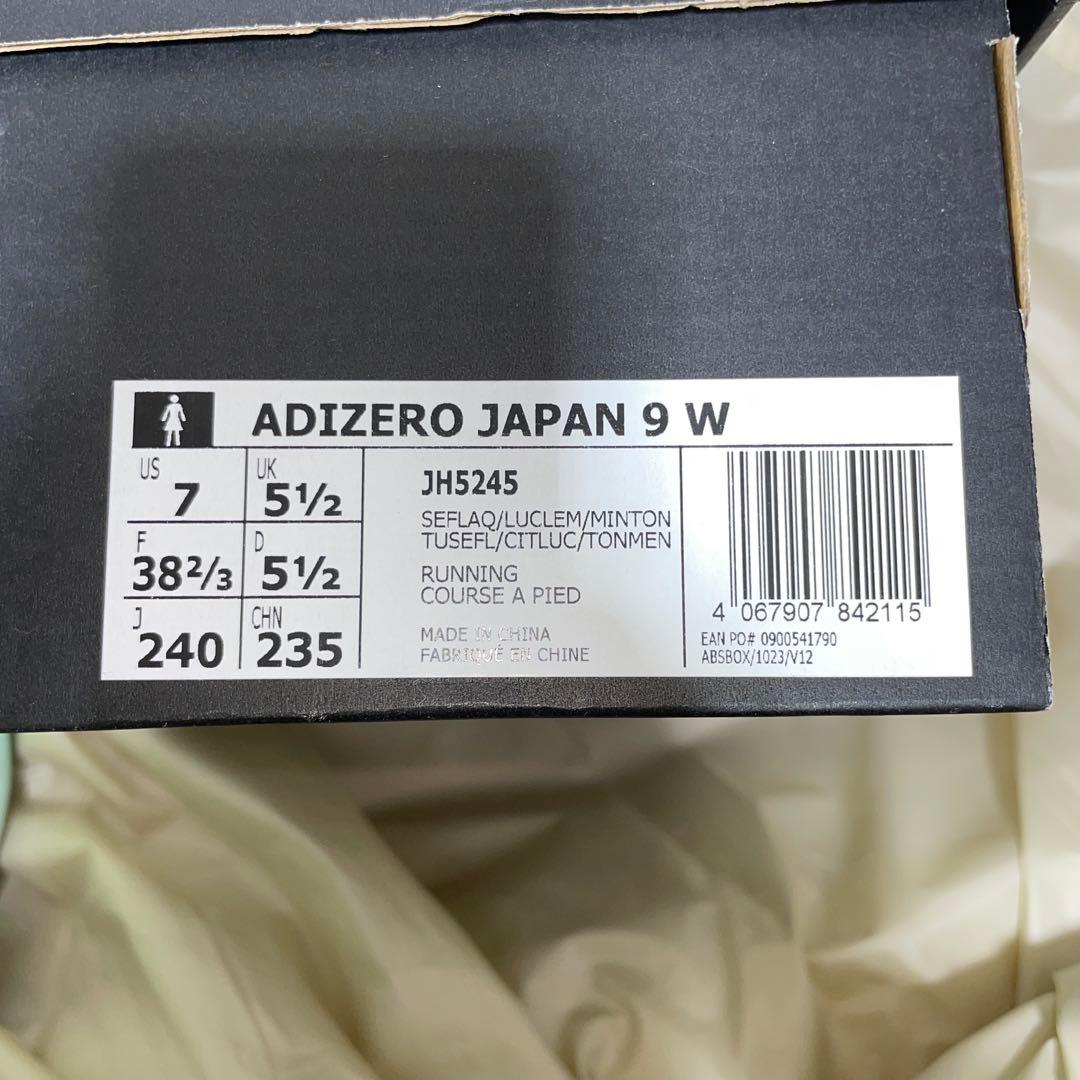 ADIZERO JAPAN 9 W
US
7
UK
5½
F
38⅔
D
5½
J
240
CHN
235
JH5245
SEFLAQ/LUCLEM/MINTON
TUSEFL/CITLUC/TONMEN
RUNNING
COURSE A PIED
MADE IN CHINA
FABRIQUÉ EN CHINE
4 067907 842115
EAN PO# 0900541790
ABSBOX/1023/V12